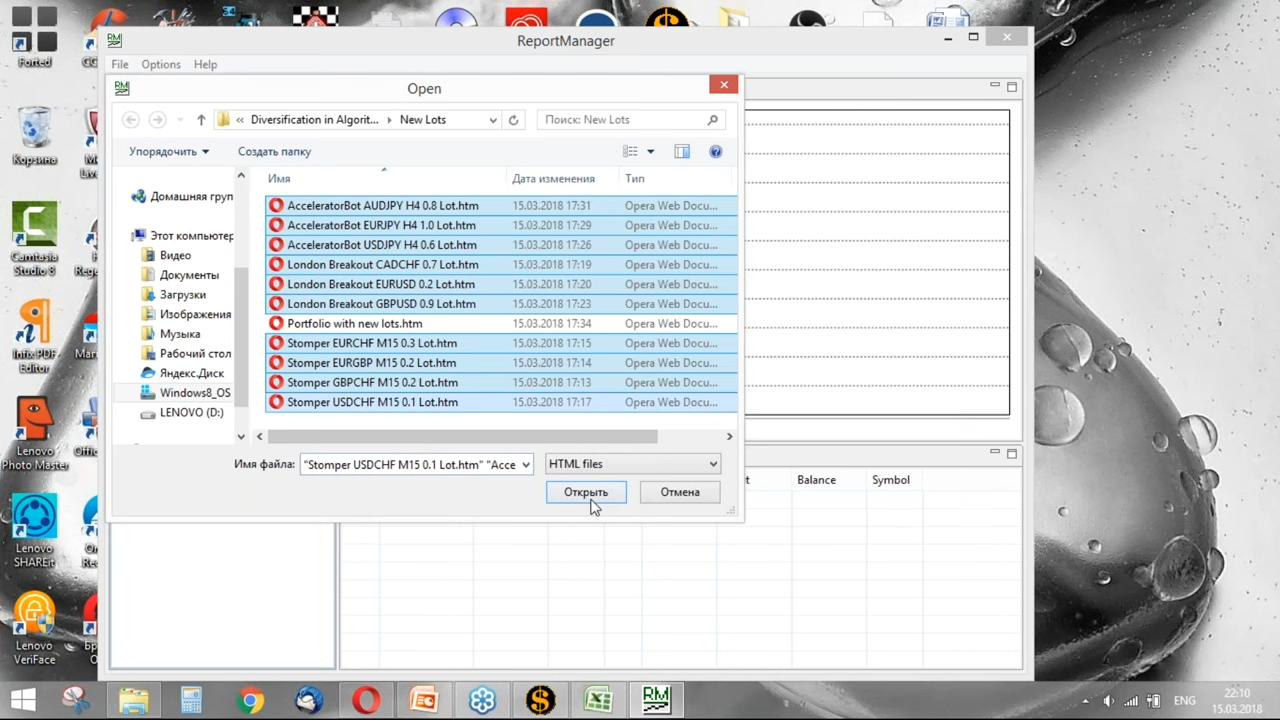 ReportManager
File Options Help
Open
« Diversification in Algorit... New Lots
Поиск: New Lots
Упорядочить
Создать папку
Имя
Дата изменения
Тип
Домашняя груп
Этот компьютер
Видео
Документы
Загрузки
Изображения
Музыка
Рабочий стол
Яндекс.Диск
Windows8_OS
LENOVO (D:)
AcceleratorBot AUDJPY H4 0.8 Lot.htm 15.03.2018 17:31 Opera Web Docu...
AcceleratorBot EURJPY H4 1.0 Lot.htm 15.03.2018 17:29 Opera Web Docu...
AcceleratorBot USDJPY H4 0.6 Lot.htm 15.03.2018 17:26 Opera Web Docu...
London Breakout CADCHF 0.7 Lot.htm 15.03.2018 17:19 Opera Web Docu...
London Breakout EURUSD 0.2 Lot.htm 15.03.2018 17:20 Opera Web Docu...
London Breakout GBPUSD 0.9 Lot.htm 15.03.2018 17:23 Opera Web Docu...
Portfolio with new lots.htm 15.03.2018 17:34 Opera Web Docu...
Stomper EURCHF M15 0.3 Lot.htm 15.03.2018 17:15 Opera Web Docu...
Stomper EURGBP M15 0.2 Lot.htm 15.03.2018 17:14 Opera Web Docu...
Stomper GBPCHF M15 0.2 Lot.htm 15.03.2018 17:13 Opera Web Docu...
Stomper USDCHF M15 0.1 Lot.htm 15.03.2018 17:17 Opera Web Docu...
Имя файла:
"Stomper USDCHF M15 0.1 Lot.htm" "Acce
HTML files
Открыть
Отмена
Balance
Symbol
Forted
Корзина
Camtasia
Studio 8
Infix PDF
Editor
Lenovo
Photo Master
Lenovo
SHAREit
Lenovo
VeriFace
RM
ENG
22:10
15.03.2018